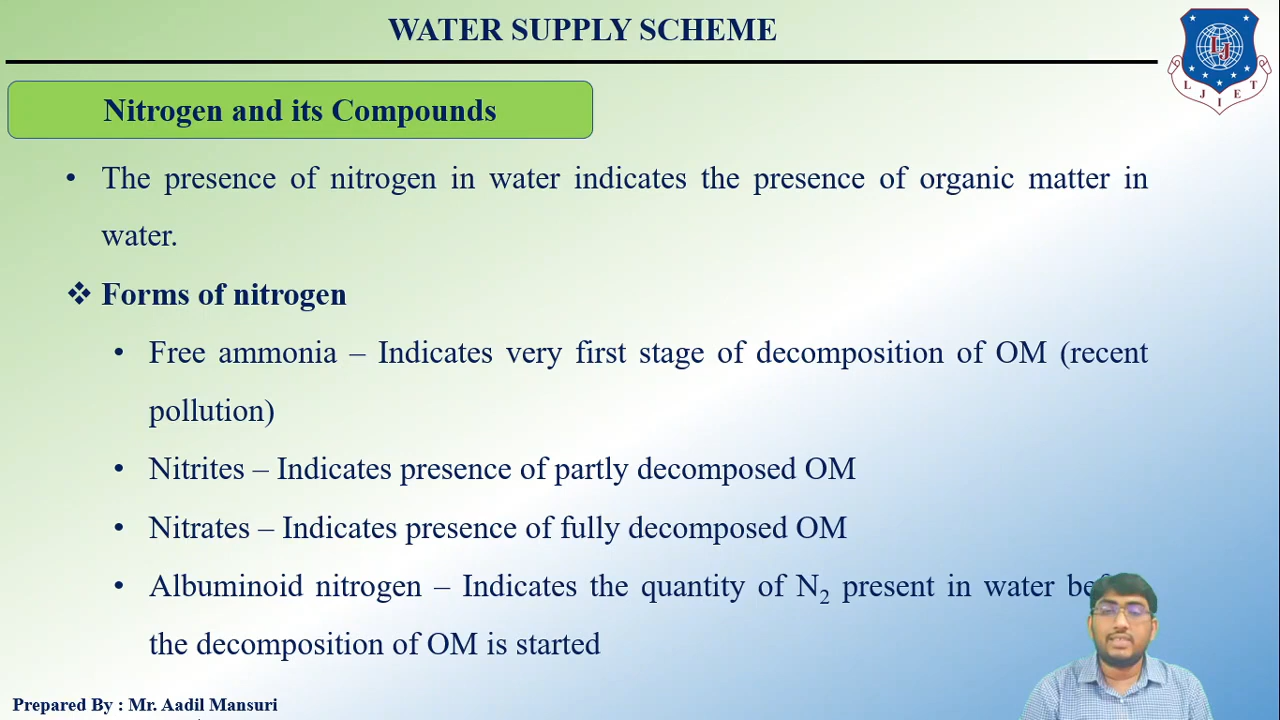 WATER SUPPLY SCHEME
L J I E T
LJ
Nitrogen and its Compounds
• The presence of nitrogen in water indicates the presence of organic matter in
water.
❖ Forms of nitrogen
• Free ammonia – Indicates very first stage of decomposition of OM (recent
pollution)
• Nitrites – Indicates presence of partly decomposed OM
• Nitrates – Indicates presence of fully decomposed OM
• Albuminoid nitrogen – Indicates the quantity of N₂ present in water
the decomposition of OM is started
Prepared By : Mr. Aadil Mansuri